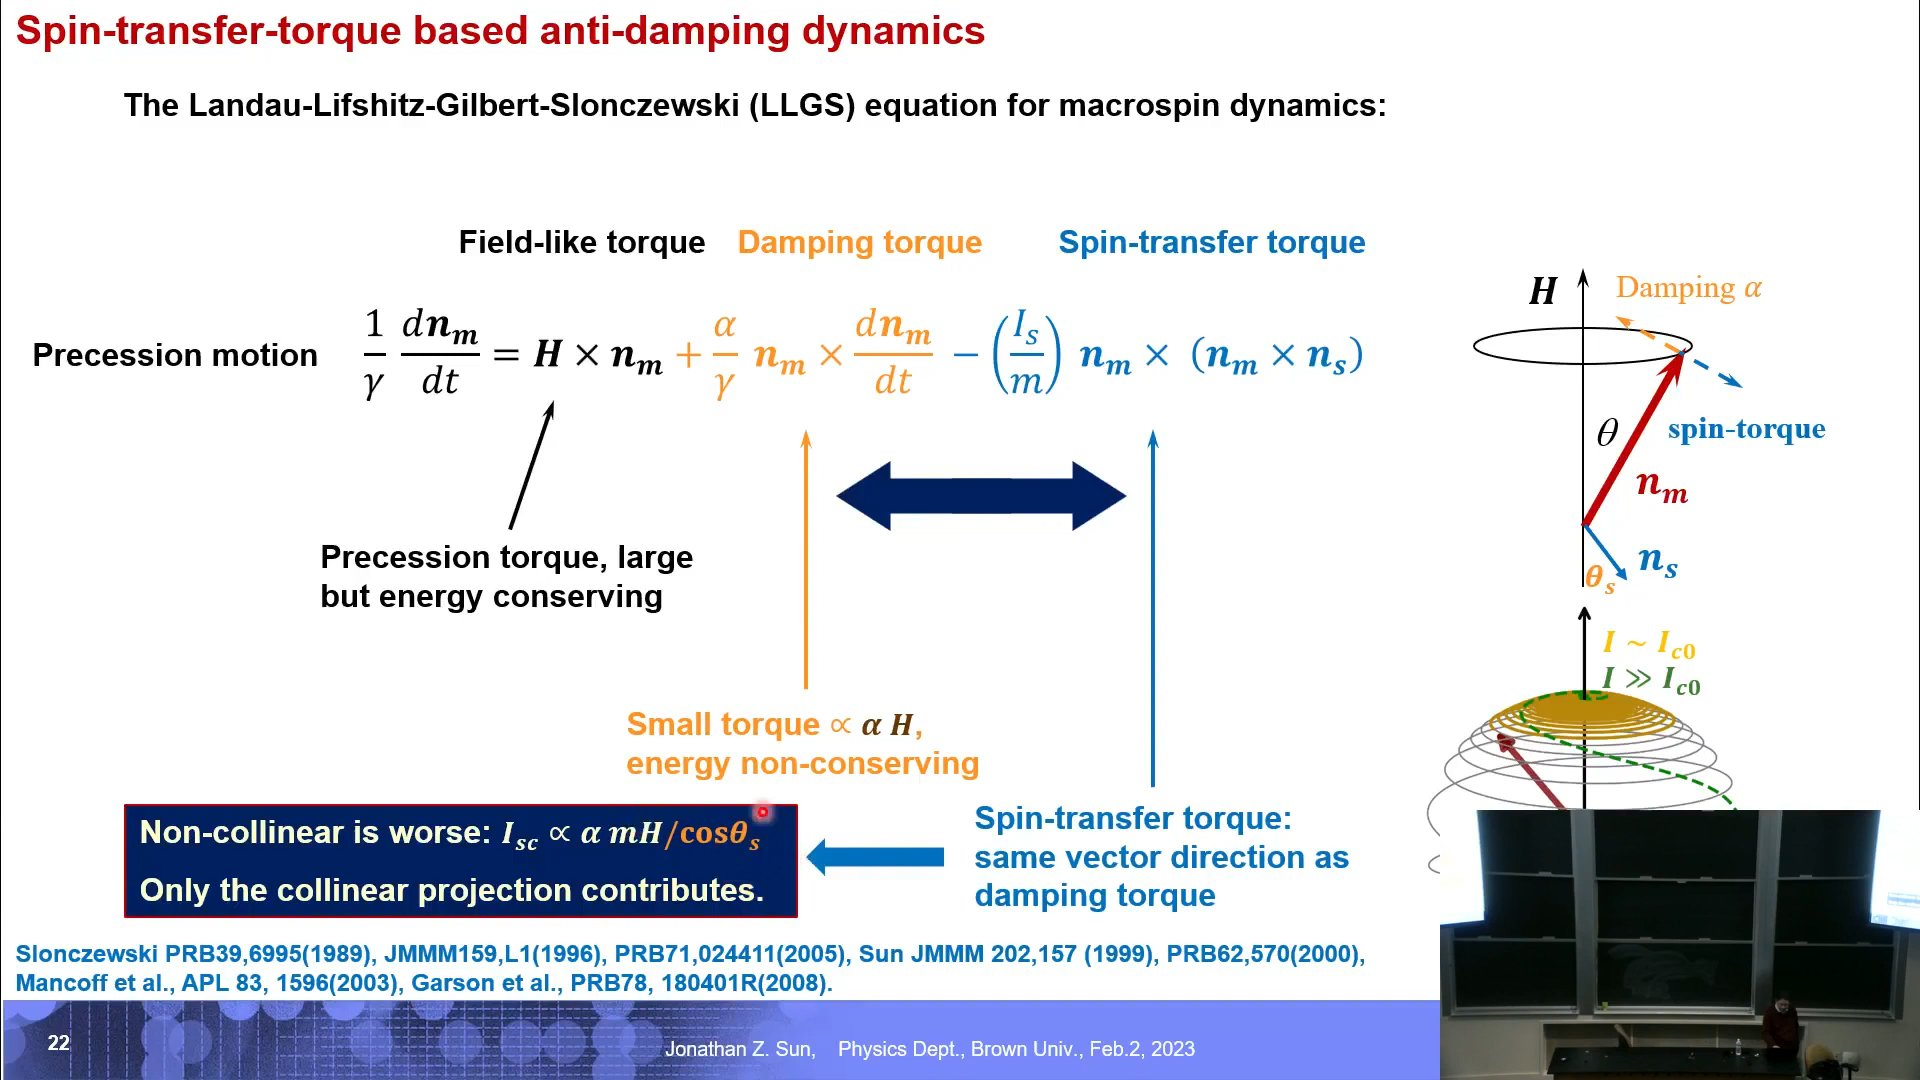 Spin-transfer-torque based anti-damping dynamics
The Landau-Lifshitz-Gilbert-Slonczewski (LLGS) equation for macrospin dynamics:
Field-like torque Damping torque Spin-transfer torque
Precession motion 1/γ dn_m/dt = H × n_m + α/γ n_m × dn_m/dt − (I_s/m) n_m × (n_m × n_s)
H
Damping α
θ
spin-torque
n_m
n_s
θ_s
Precession torque, large
but energy conserving
I ~ I_c0
I ≫ I_c0
Small torque ∝ α H,
energy non-conserving
Spin-transfer torque:
same vector direction as
damping torque
Non-collinear is worse: I_sc ∝ α mH/cosθ_s
Only the collinear projection contributes.
Slonczewski PRB39,6995(1989), JMMM159,L1(1996), PRB71,024411(2005), Sun JMMM 202,157 (1999), PRB62,570(2000),
Mancoff et al., APL 83, 1596(2003), Garson et al., PRB78, 180401R(2008).
22
Jonathan Z. Sun, Physics Dept., Brown Univ., Feb.2, 2023